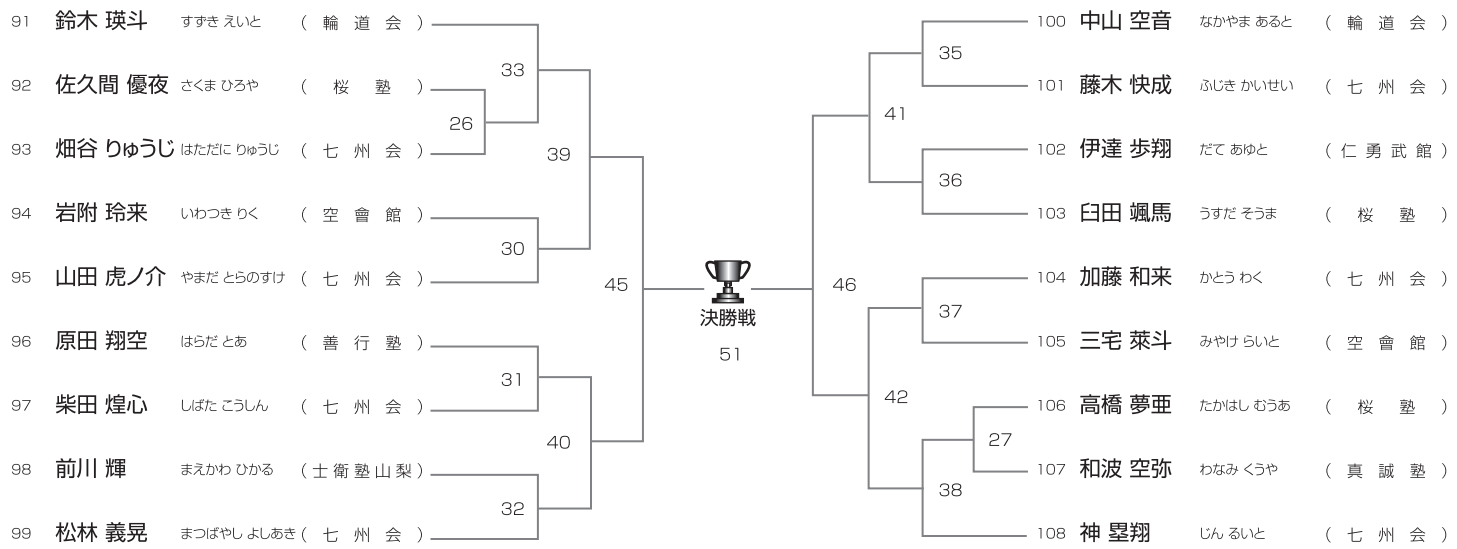 91 鈴木 瑛斗 すずき えいと （輪道会）
92 佐久間 優夜 さくま ひろや （桜塾）
93 畑谷 りゅうじ はただに りゅうじ （七州会）
94 岩附 玲来 いわつき りく （空會館）
95 山田 虎ノ介 やまだ とらのすけ （七州会）
96 原田 翔空 はらだ とあ （善行塾）
97 柴田 煌心 しばた こうしん （七州会）
98 前川 輝 まえかわ ひかる （士衛塾山梨）
99 松林 義晃 まつばやし よしあき （七州会）
33
26
39
30
45
31
40
32
決勝戦
51
35
41
36
46
37
42
27
38
100 中山 空音 なかやま あると （輪道会）
101 藤木 快成 ふじき かいせい （七州会）
102 伊達 歩翔 だて あゆと （仁勇武館）
103 臼田 颯馬 うすだ そうま （桜塾）
104 加藤 和来 かとう わく （七州会）
105 三宅 萊斗 みやけ らいと （空會館）
106 高橋 夢亜 たかはし むうあ （桜塾）
107 和波 空弥 わなみ くうや （真誠塾）
108 神 塁翔 じん るいと （七州会）